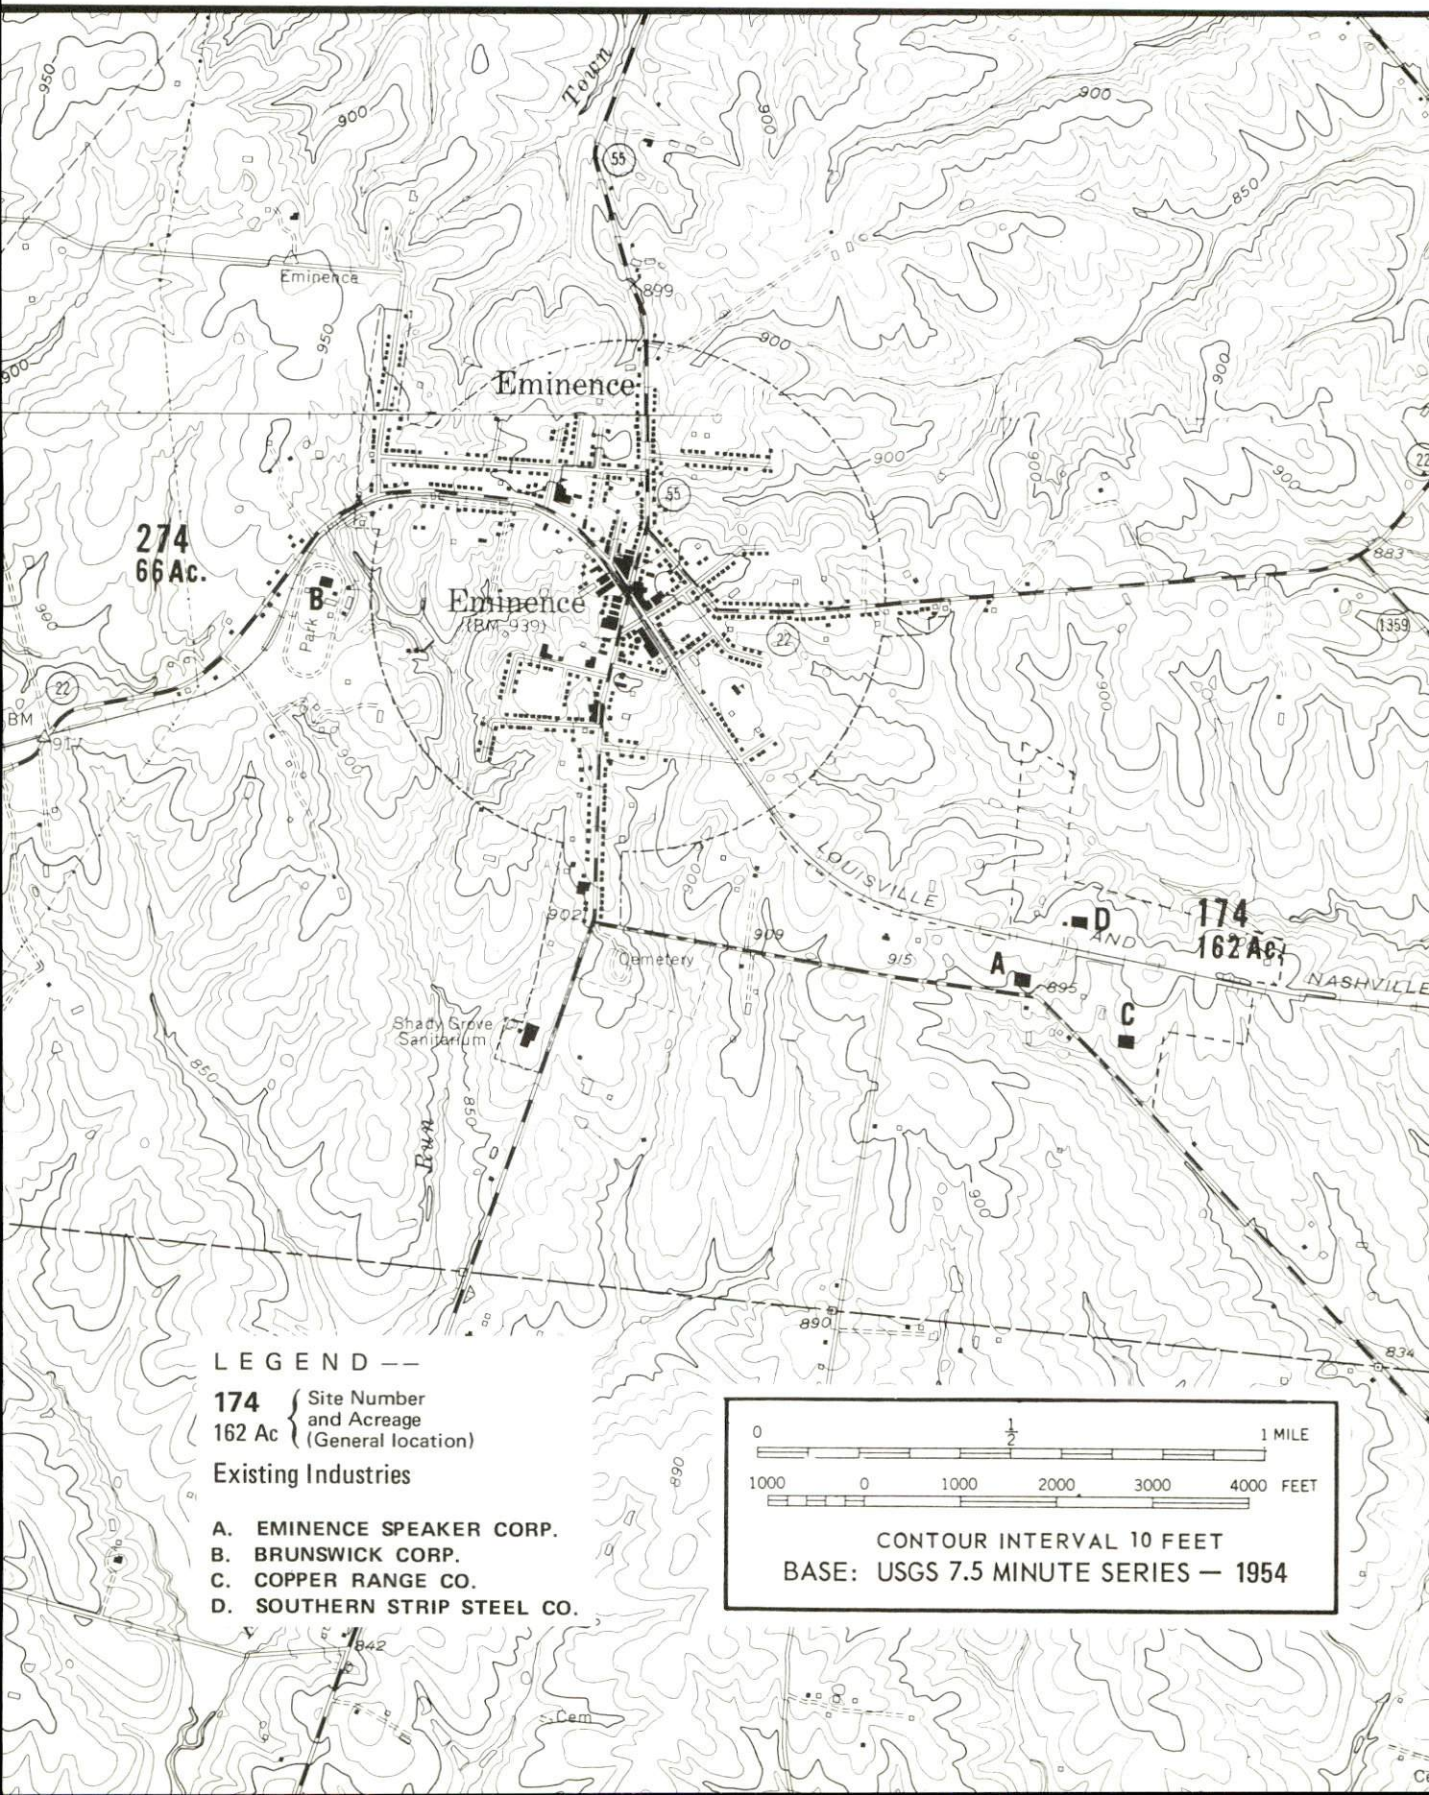 950
900
Town
55
900
900
850
Eminence
899
950
900
900
900
Eminence
900
900
900
22
55
274
66 Ac.
883
B
Park
Eminence
(BM 939)
22
1359
900
22
BM
917
900
900
LOUISVILLE
900
902
909
915
D
AND
174
162 Ac.
Cemetery
A
895
NASHVILLE
C
Shady Grove
Sanitarium
850
850
Run
900
890
834
LEGEND --
174 Site Number
and Acreage
162 Ac (General location)
Existing Industries
A. EMINENCE SPEAKER CORP.
B. BRUNSWICK CORP.
C. COPPER RANGE CO.
D. SOUTHERN STRIP STEEL CO.
890
0 1/2 1 MILE
1000 0 1000 2000 3000 4000 FEET
CONTOUR INTERVAL 10 FEET
BASE: USGS 7.5 MINUTE SERIES — 1954
842
Cem